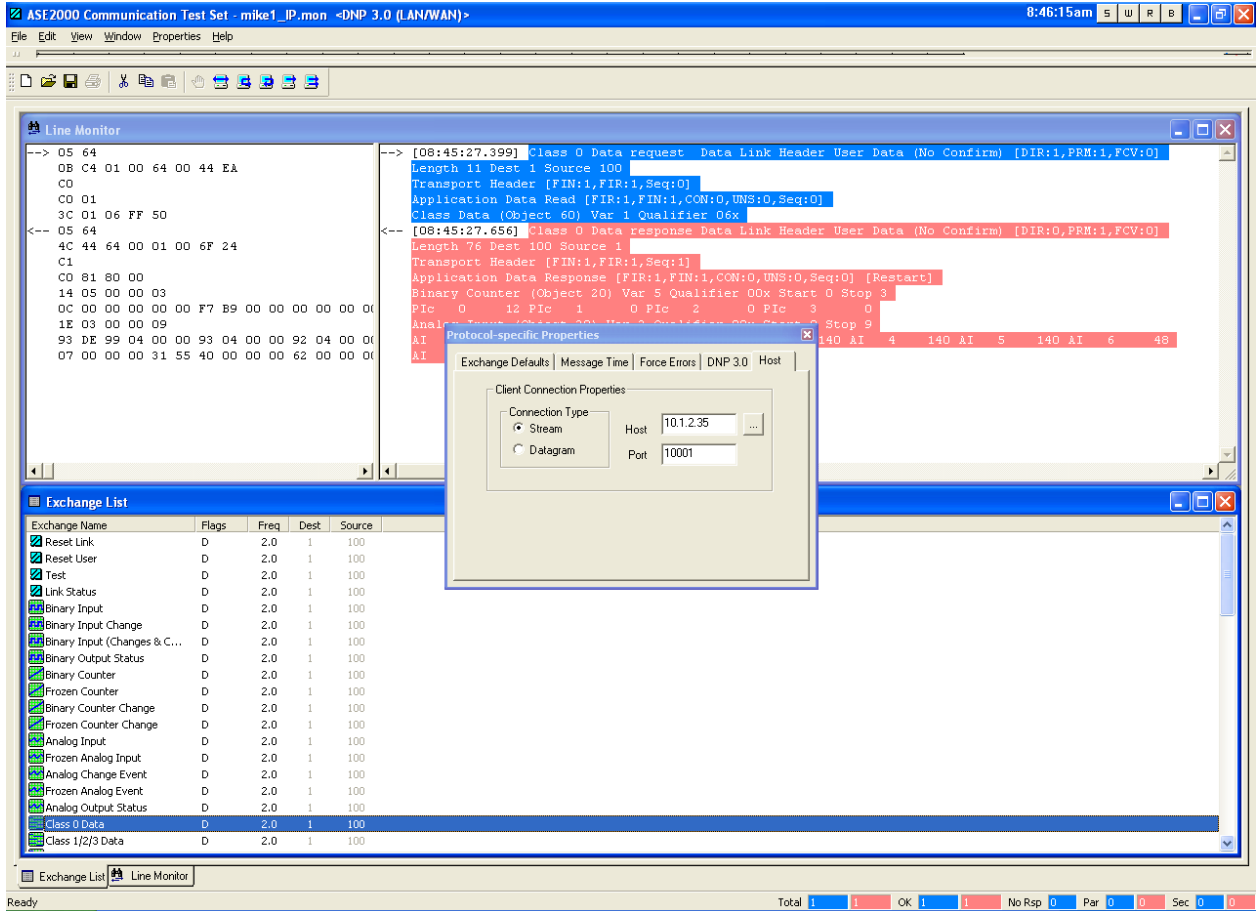 ASE2000 Communication Test Set - mike1_IP.mon <DNP 3.0 (LAN/WAN)> 8:46:15am S W R B
File Edit View Window Properties Help
Line Monitor
--> 05 64
0B C4 01 00 64 00 44 EA
C0
C0 01
3C 01 06 FF 50
<-- 05 64
4C 44 64 00 01 00 6F 24
C1
C0 81 80 00
14 05 00 00 03
0C 00 00 00 00 F7 B9 00 00 00 00 00
1E 03 00 00 09
93 DE 99 04 00 00 93 04 00 00 92 04 00
07 00 00 00 31 55 40 00 00 00 62 00 00
--> [08:45:27.399] Class 0 Data request Data Link Header User Data (No Confirm) [DIR:1,PRM:1,FCV:0]
Length 11 Dest 1 Source 100
Transport Header [FIN:1,FIR:1,Seq:0]
Application Data Read [FIR:1,FIN:1,CON:0,UNS:0,Seq:0]
Class Data (Object 60) Var 1 Qualifier 06x
<-- [08:45:27.656] Class 0 Data response Data Link Header User Data (No Confirm) [DIR:0,PRM:1,FCV:0]
Length 76 Dest 100 Source 1
Transport Header [FIN:1,FIR:1,Seq:1]
Application Data Response [FIR:1,FIN:1,CON:0,UNS:0,Seq:0] [Restart]
Binary Counter (Object 20) Var 5 Qualifier 00x Start 0 Stop 3
PIc 0 12 PIc 1 0 PIc 2 0 PIc 3 0
Stop 9
AI 140 AI 4 140 AI 5 140 AI 6 48
AI
Protocol-specific Properties
Exchange Defaults Message Time Force Errors DNP 3.0 Host
Client Connection Properties
Connection Type
Stream
Datagram
Host 10.1.2.35 ...
Port 10001
Exchange List
Exchange Name Flags Freq Dest Source
Reset Link D 2.0 1 100
Reset User D 2.0 1 100
Test D 2.0 1 100
Link Status D 2.0 1 100
Binary Input D 2.0 1 100
Binary Input Change D 2.0 1 100
Binary Input (Changes & C... D 2.0 1 100
Binary Output Status D 2.0 1 100
Binary Counter D 2.0 1 100
Frozen Counter D 2.0 1 100
Binary Counter Change D 2.0 1 100
Frozen Counter Change D 2.0 1 100
Analog Input D 2.0 1 100
Frozen Analog Input D 2.0 1 100
Analog Change Event D 2.0 1 100
Frozen Analog Event D 2.0 1 100
Analog Output Status D 2.0 1 100
Class 0 Data D 2.0 1 100
Class 1/2/3 Data D 2.0 1 100
Exchange List Line Monitor
Ready Total 1 1 OK 1 1 No Rsp 0 Par 0 0 Sec 0 0